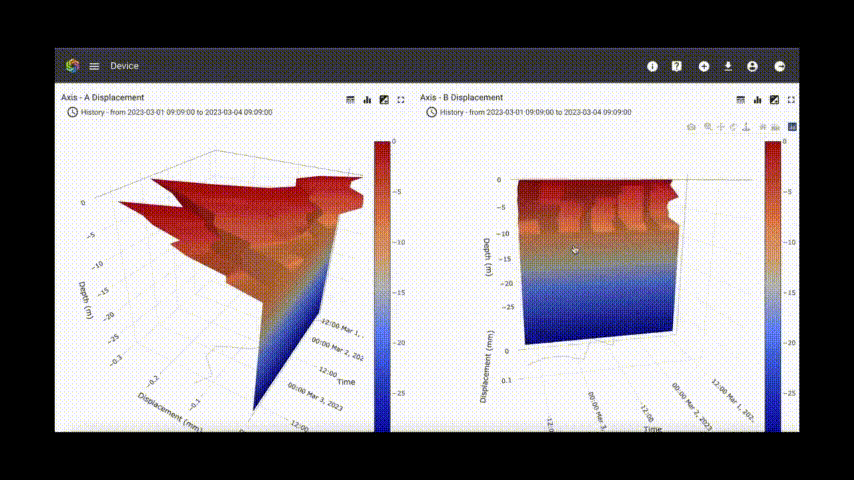 Device
Axis - A Displacement
History - from 2023-03-01 09:09:00 to 2023-03-04 09:09:00
0
−5
−10
−15
−20
−25
Depth (m)
−0.3
−0.2
−0.1
Displacement (mm)
12:00 Mar 1,
00:00 Mar 2, 202
12:00
00:00 Mar 3, 2023
12:00
Time
0
−5
−10
−15
−20
−25
Axis - B Displacement
History - from 2023-03-01 09:09:00 to 2023-03-04 09:09:00
0
−5
−10
−15
−20
−25
Depth (m)
0
0.1
Displacement (mm)
00:00 Mar 3,
12:00
00:00 Mar 2, 2023
12:00 Mar 1, 202
Time
0
−5
−10
−15
−20
−25